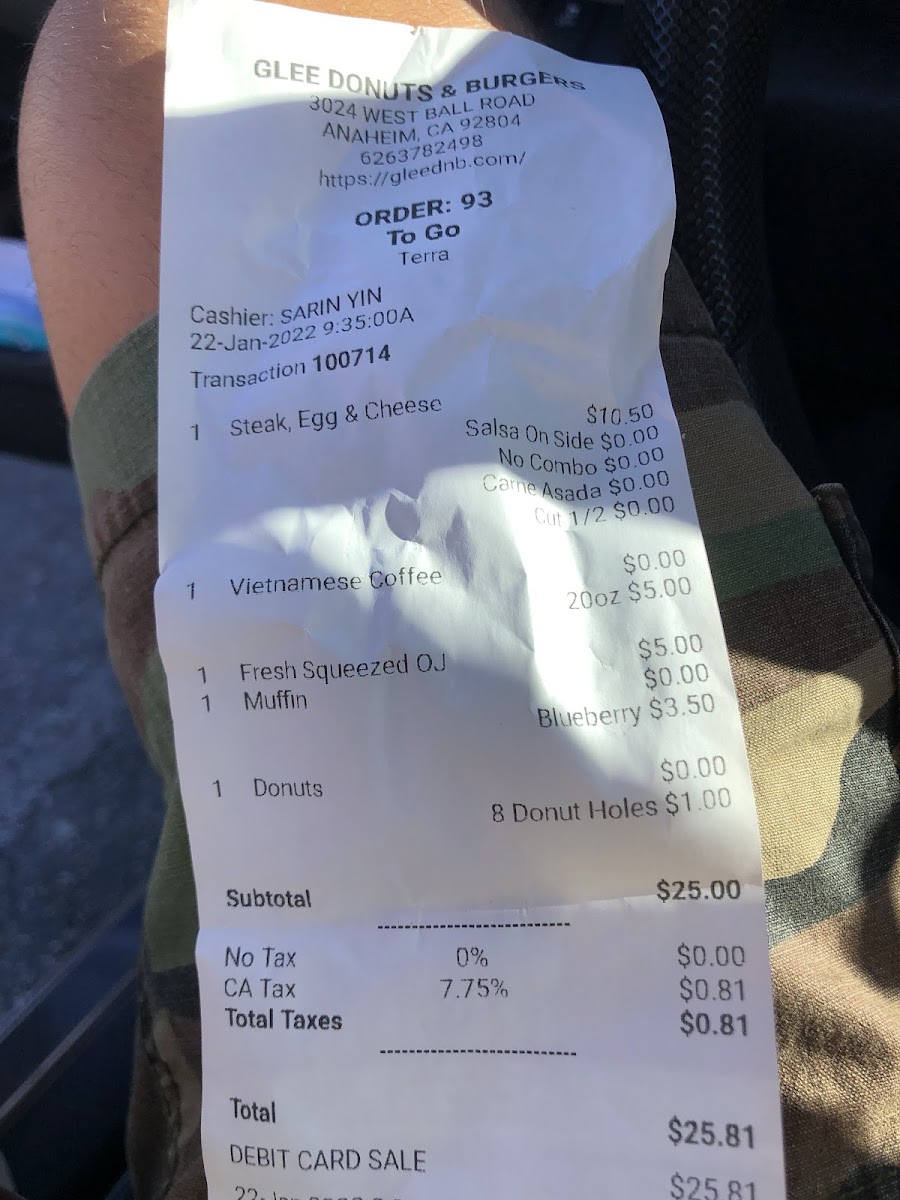 GLEE DONUTS & BURGERS
3024 WEST BALL ROAD
ANAHEIM, CA 92804
6263782498
https://gleednb.com/
ORDER: 93
To Go
Terra
Cashier: SARIN YIN
22-Jan-2022 9:35:00A
Transaction 100714
1 Steak, Egg & Cheese $10.50
Salsa On Side $0.00
No Combo $0.00
Carne Asada $0.00
Cut 1/2 $0.00
1 Vietnamese Coffee $0.00
20oz $5.00
1 Fresh Squeezed OJ $5.00
1 Muffin $0.00
Blueberry $3.50
1 Donuts $0.00
8 Donut Holes $1.00
Subtotal $25.00
No Tax 0% $0.00
CA Tax 7.75% $0.81
Total Taxes $0.81
Total $25.81
DEBIT CARD SALE $25.81